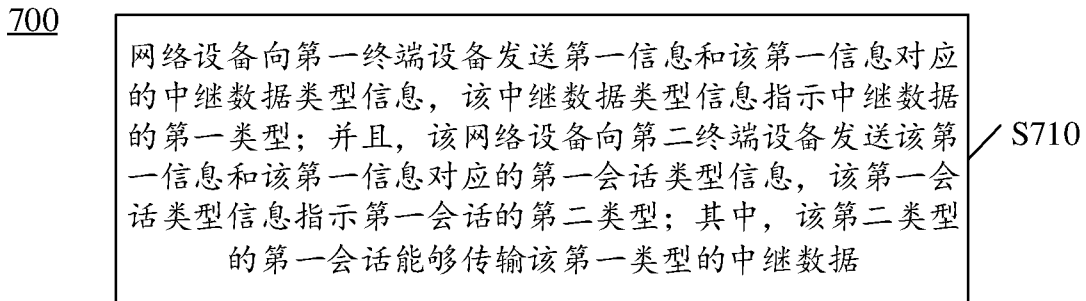 700
网络设备向第一终端设备发送第一信息和该第一信息对应
的中继数据类型信息，该中继数据类型信息指示中继数据
的第一类型；并且，该网络设备向第二终端设备发送该第
一信息和该第一信息对应的第一会话类型信息，该第一会
话类型信息指示第一会话的第二类型；其中，该第二类型
的第一会话能够传输该第一类型的中继数据
S710